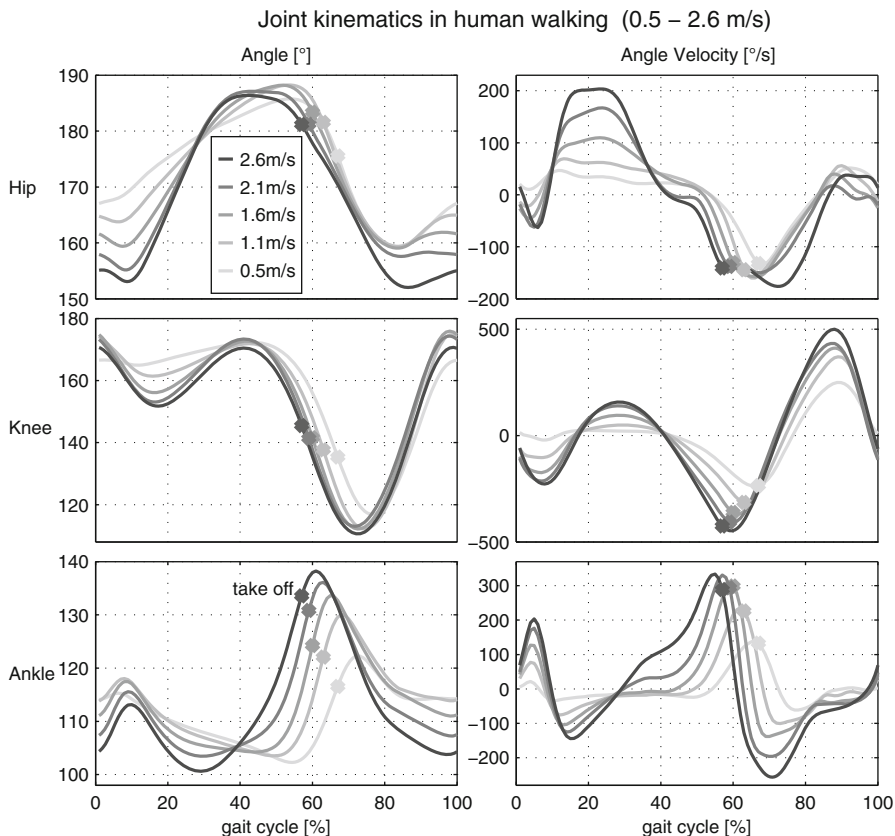 Joint kinematics in human walking (0.5 – 2.6 m/s)
Angle [°]
Angle Velocity [°/s]
Hip
190
180
170
160
150
2.6m/s
2.1m/s
1.6m/s
1.1m/s
0.5m/s
200
100
0
−100
−200
Knee
180
160
140
120
500
0
−500
Ankle
140
130
120
110
100
take off
300
200
100
0
−100
−200
0 20 40 60 80 100
gait cycle [%]
0 20 40 60 80 100
gait cycle [%]